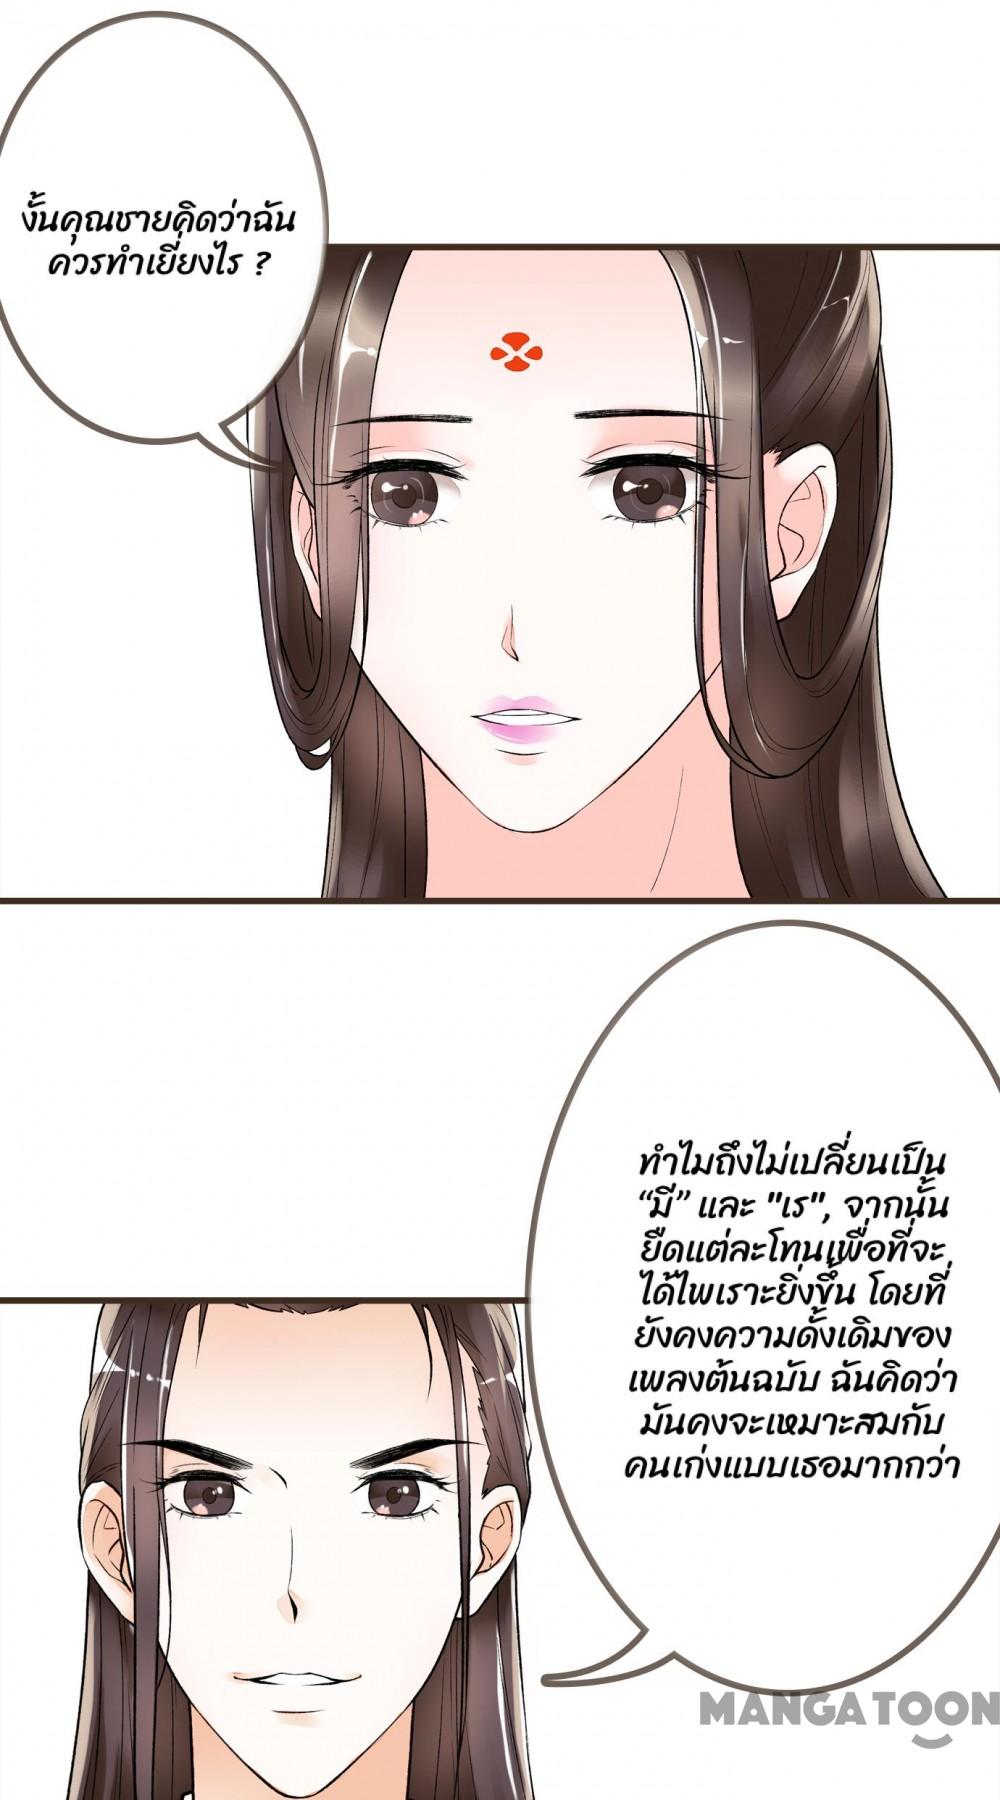 งั้นคุณชายคิดว่าฉัน
ควรทำเยี่ยงไร ?
ทำไมถึงไม่เปลี่ยนเป็น
“มี” และ "เร", จากนั้น
ยืดแต่ละโทนเพื่อที่จะ
ได้ไพเราะยิ่งขึ้น โดยที่
ยังคงความดั้งเดิมของ
เพลงต้นฉบับ ฉันคิดว่า
มันคงจะเหมาะสมกับ
คนเก่งแบบเธอมากกว่า
MANGATOON